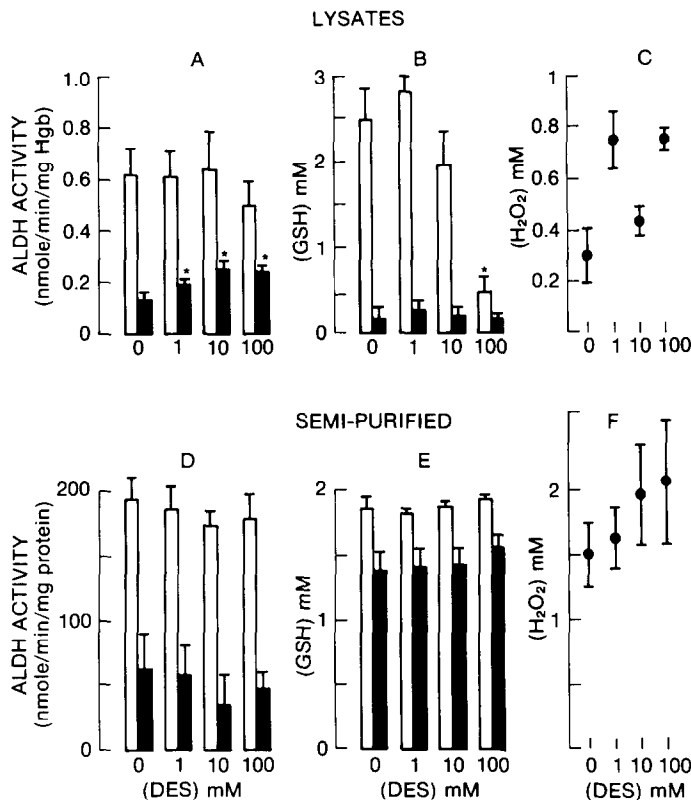 LYSATES
A
ALDH ACTIVITY
(nmole/min/mg Hgb)
1.0
0.8
0.6
0.4
0.2
0
*
*
*
0 1 10 100
B
(GSH) mM
3
2
1
0
*
0 1 10 100
C
(H₂O₂) mM
1
0.8
0.6
0.4
0.2
0 1 10 100
SEMI-PURIFIED
D
ALDH ACTIVITY
(nmole/min/mg protein)
200
100
0
0 1 10 100
(DES) mM
E
(GSH) mM
2
1
0
0 1 10 100
(DES) mM
F
(H₂O₂) mM
2
1
0
0 1 10 100
(DES) mM